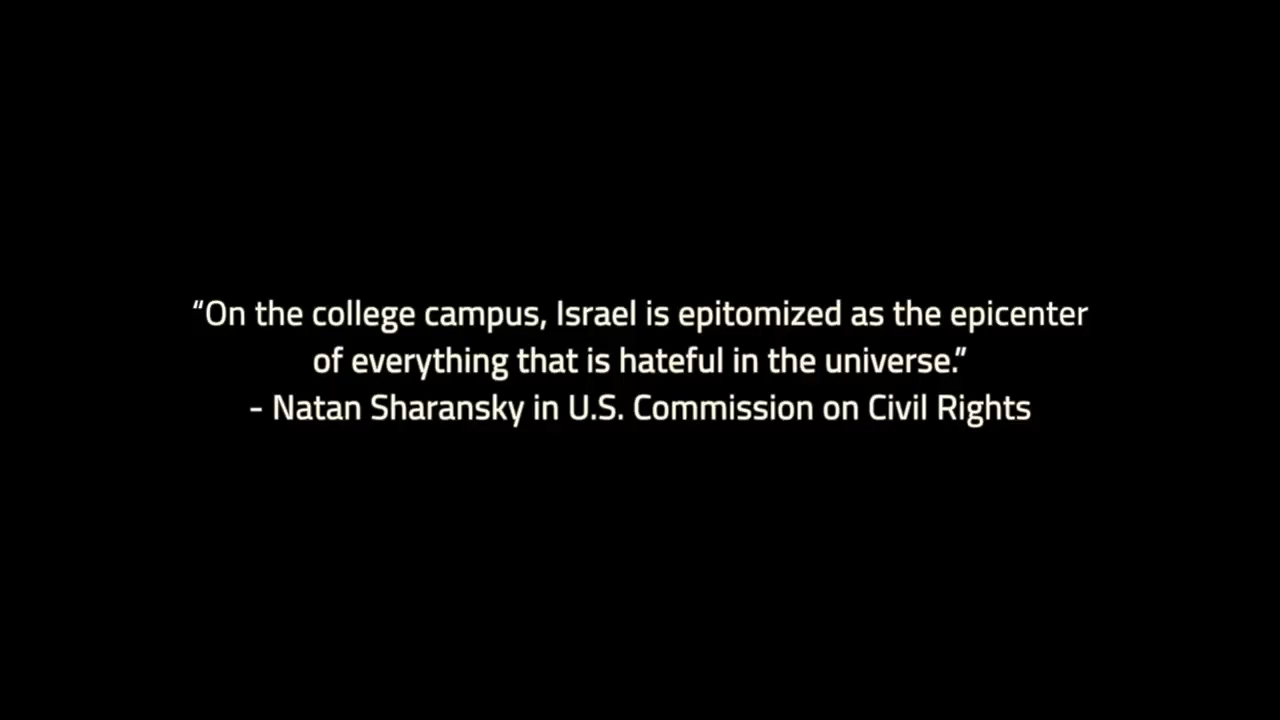 “On the college campus, Israel is epitomized as the epicenter
of everything that is hateful in the universe.”
- Natan Sharansky in U.S. Commission on Civil Rights